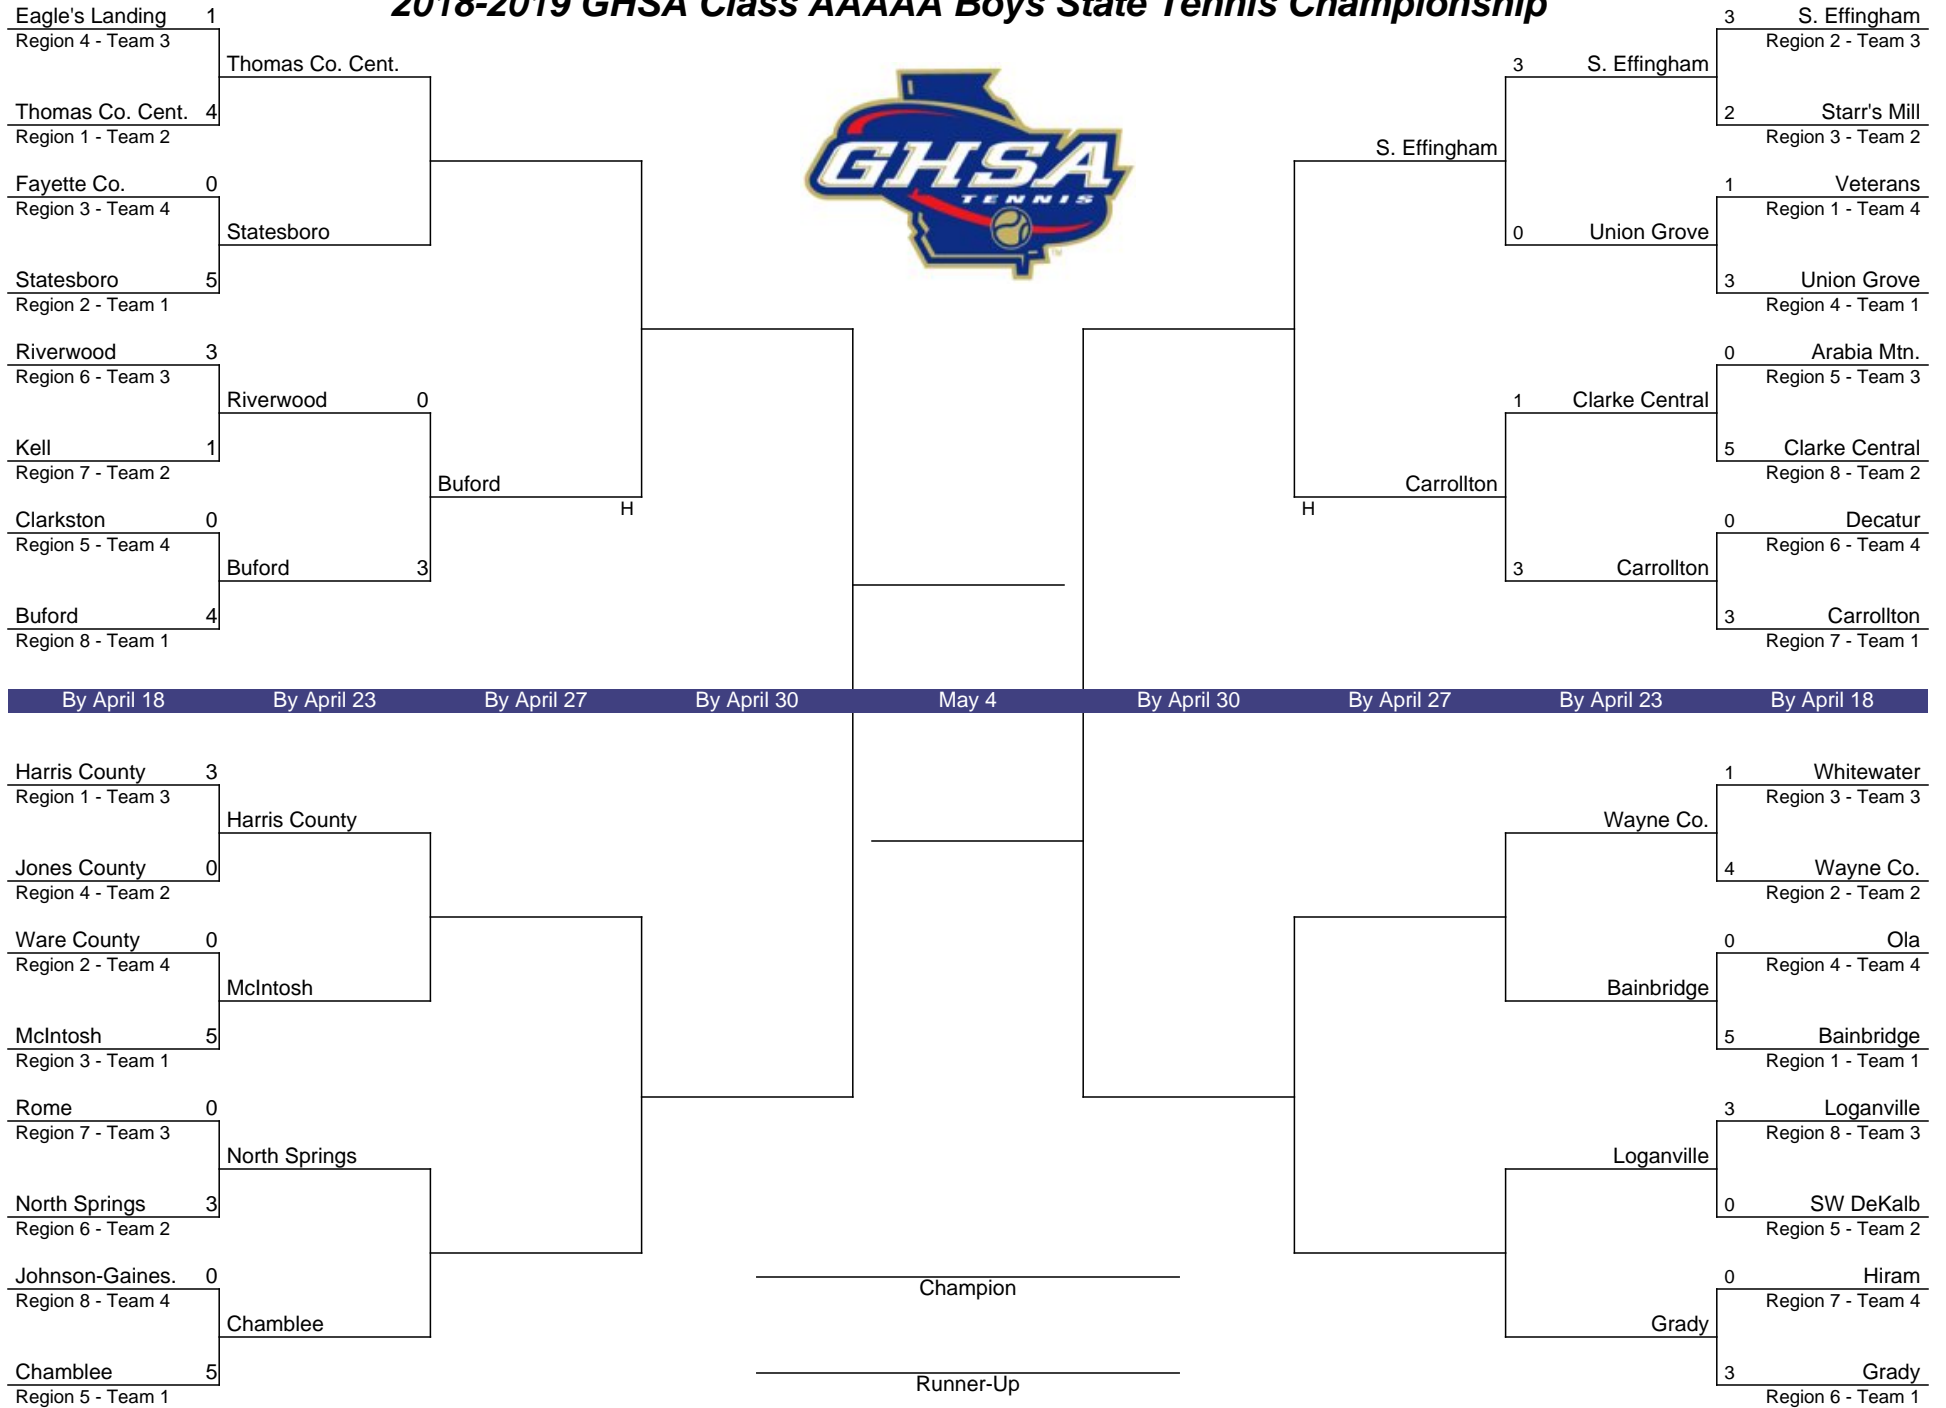 2018-2019 GHSA Class AAAAA Boys State Tennis Championship
GHSA
TENNIS
TM
Eagle's Landing 1
Region 4 - Team 3
Thomas Co. Cent.
Thomas Co. Cent. 4
Region 1 - Team 2
Fayette Co. 0
Region 3 - Team 4
Statesboro
Statesboro 5
Region 2 - Team 1
Riverwood 3
Region 6 - Team 3
Riverwood 0
Kell 1
Region 7 - Team 2
Buford
H
Clarkston 0
Region 5 - Team 4
Buford 3
Buford 4
Region 8 - Team 1
3 S. Effingham
Region 2 - Team 3
3 S. Effingham
2 Starr's Mill
Region 3 - Team 2
S. Effingham
1 Veterans
Region 1 - Team 4
0 Union Grove
3 Union Grove
Region 4 - Team 1
0 Arabia Mtn.
Region 5 - Team 3
1 Clarke Central
5 Clarke Central
Region 8 - Team 2
Carrollton
H
0 Decatur
Region 6 - Team 4
3 Carrollton
3 Carrollton
Region 7 - Team 1
By April 18 By April 23 By April 27 By April 30 May 4 By April 30 By April 27 By April 23 By April 18
Harris County 3
Region 1 - Team 3
Harris County
Jones County 0
Region 4 - Team 2
Ware County 0
Region 2 - Team 4
McIntosh
McIntosh 5
Region 3 - Team 1
Rome 0
Region 7 - Team 3
North Springs
North Springs 3
Region 6 - Team 2
Johnson-Gaines. 0
Region 8 - Team 4
Chamblee
Chamblee 5
Region 5 - Team 1
Champion
Runner-Up
1 Whitewater
Region 3 - Team 3
Wayne Co.
4 Wayne Co.
Region 2 - Team 2
0 Ola
Region 4 - Team 4
Bainbridge
5 Bainbridge
Region 1 - Team 1
3 Loganville
Region 8 - Team 3
Loganville
0 SW DeKalb
Region 5 - Team 2
0 Hiram
Region 7 - Team 4
Grady
3 Grady
Region 6 - Team 1